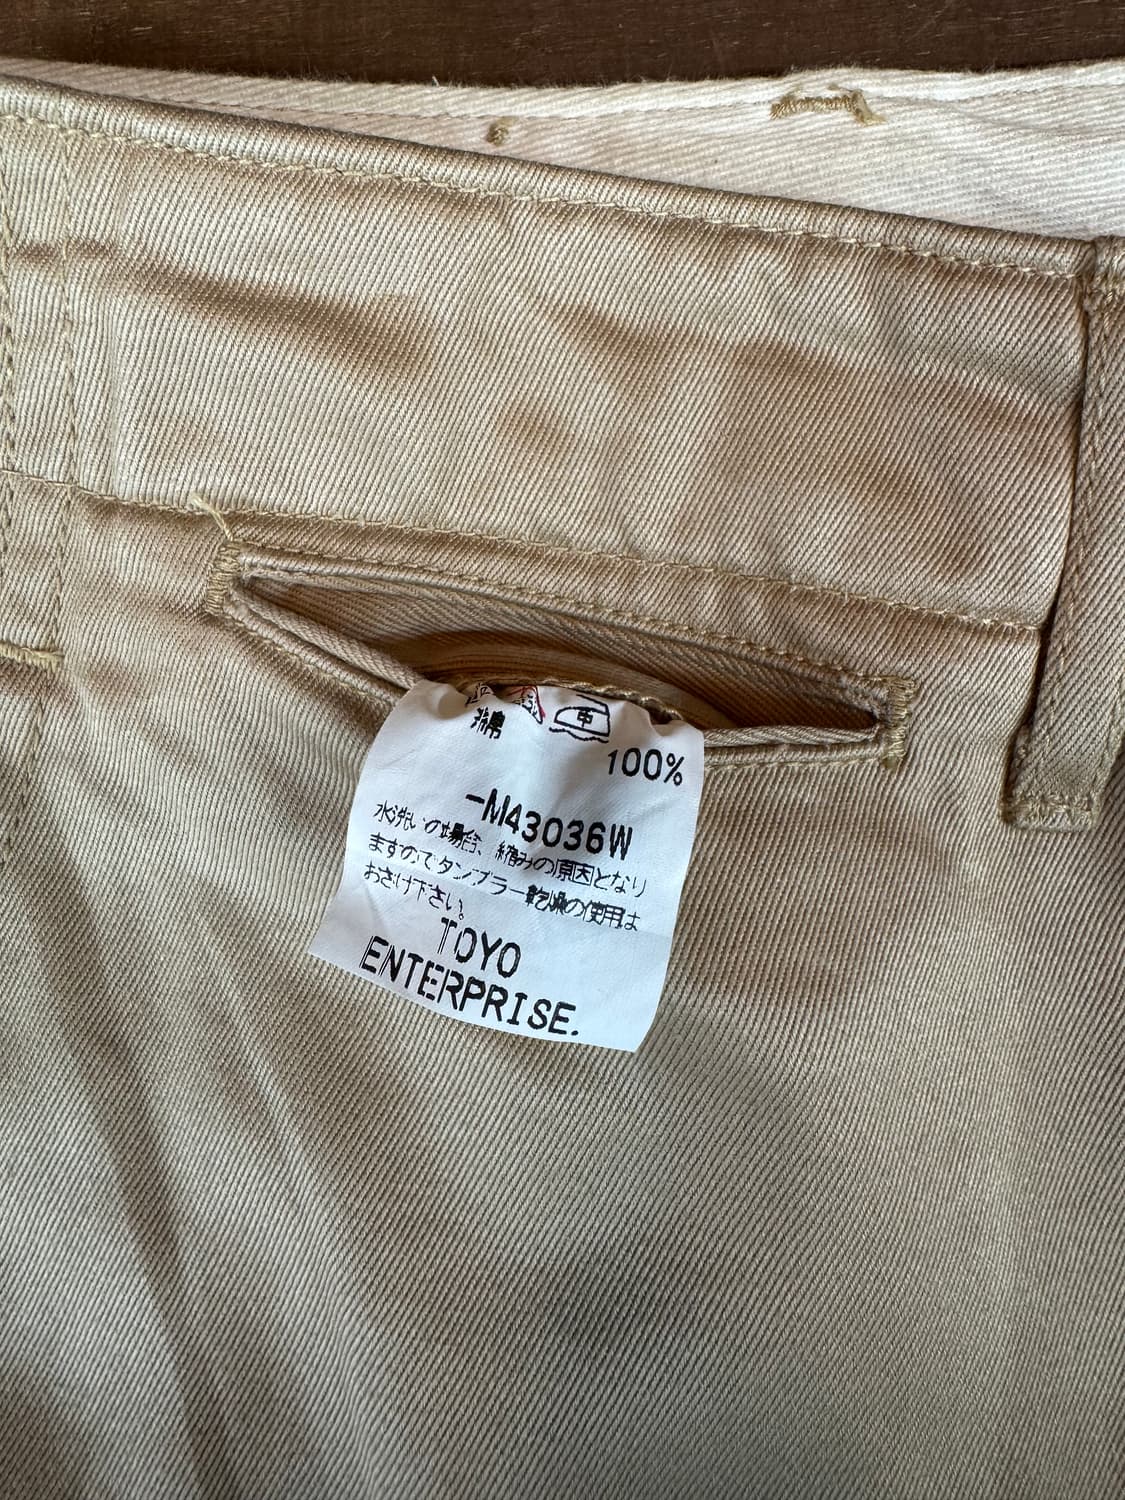 中
綿 100%
-M43036W
水洗いの場合、縮みの原因となり
ますのでタンブラー乾燥の使用は
おさけ下さい。
TOYO
ENTERPRISE.